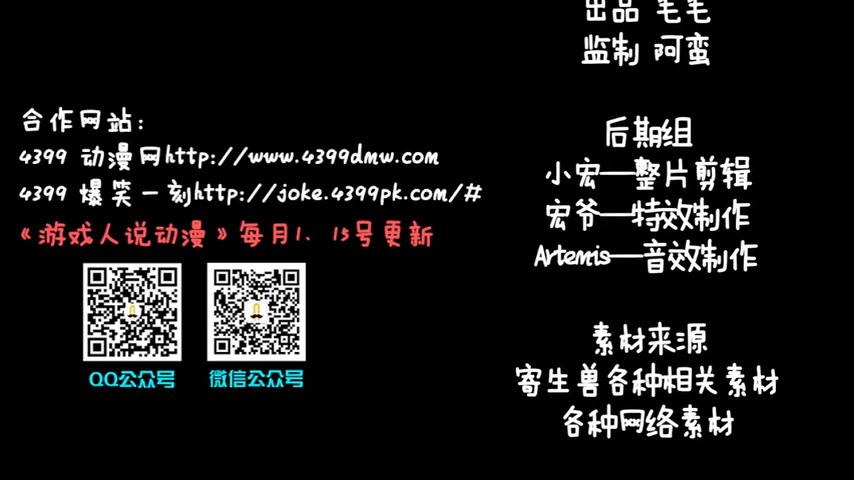 合作网站:
4399 动漫网http://www.4399dmw.com
4399 爆笑一刻http://joke.4399pk.com/#
《游戏人说动漫》每月1、15号更新
QQ公众号
微信公众号
出品 毛毛
监制 阿蛮
后期组
小宏——整片剪辑
宏爷——特效制作
Artemis——音效制作
素材来源
寄生兽各种相关素材
各种网络素材